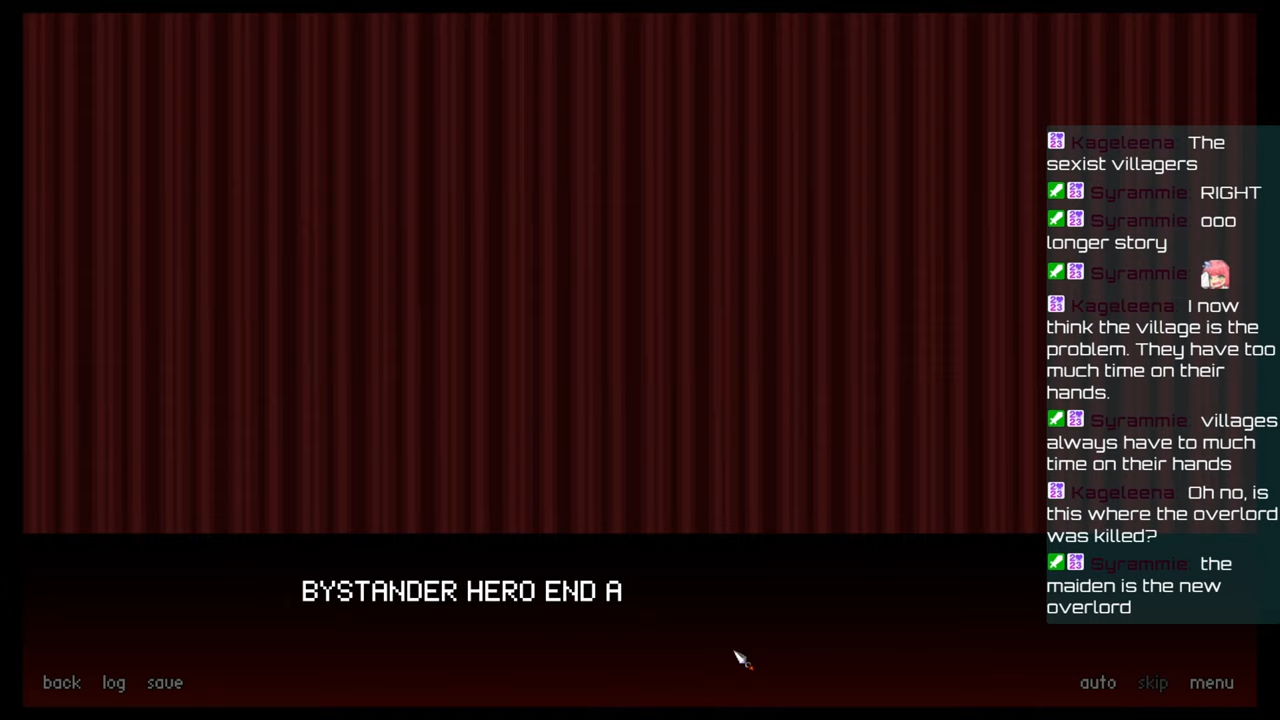 Kageleena: The
sexist villagers
Syrammie: RIGHT
Syrammie: ooo
longer story
Syrammie:
Kageleena: I now
think the village is the
problem. They have too
much time on their
hands.
Syrammie: villages
always have to much
time on their hands
Kageleena: Oh no, is
this where the overlord
was killed?
Syrammie: the
maiden is the new
overlord
BYSTANDER HERO END A
back log save
auto skip menu